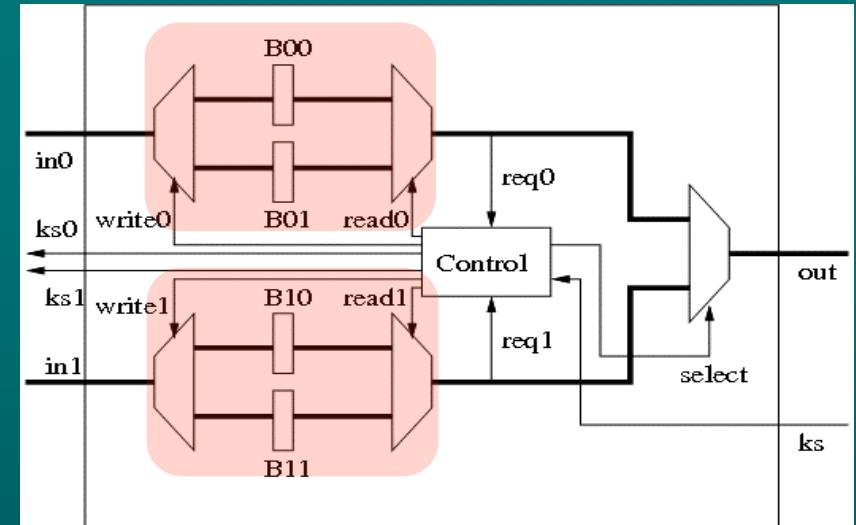 B00
in0
req0
write0
B01
read0
ks0
Control
out
ks1
write1
B10
read1
req1
in1
select
ks
B11